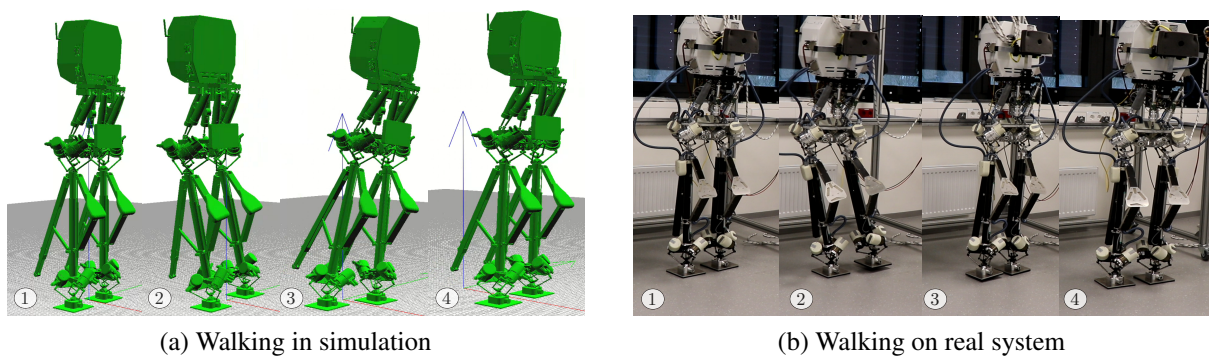 1 2 3 4
1 2 3 4
(a) Walking in simulation
(b) Walking on real system